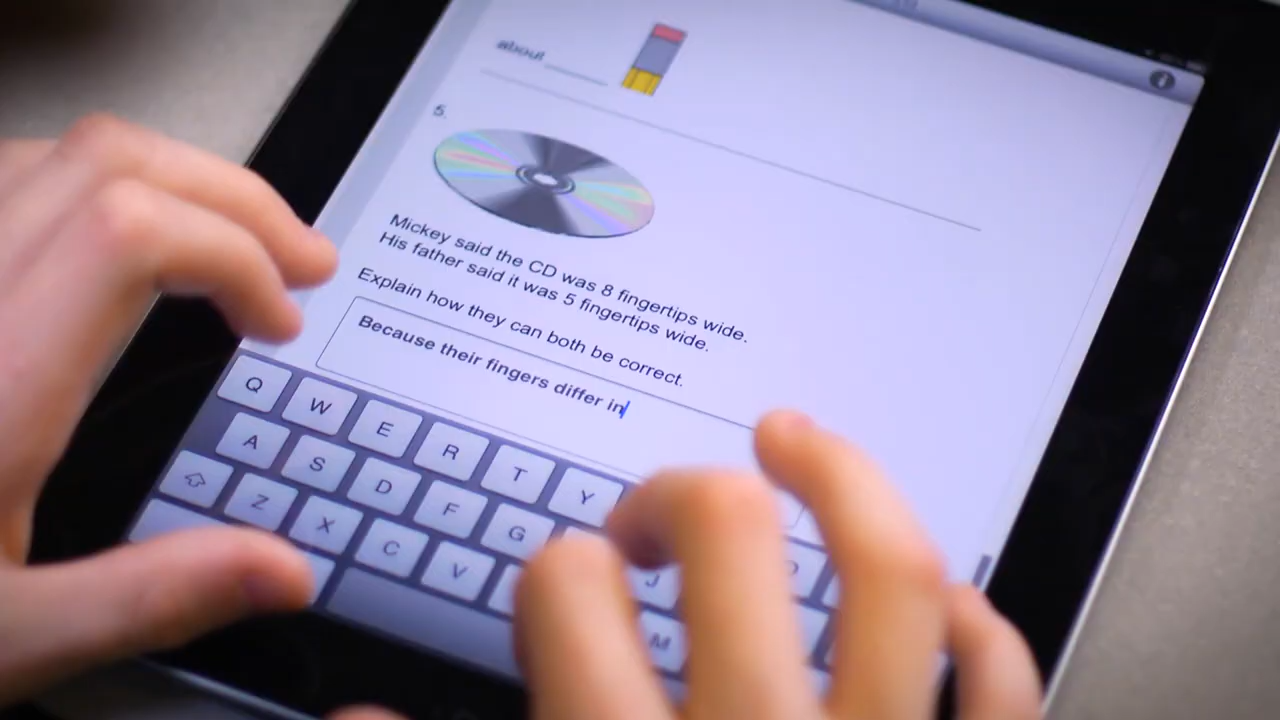 about
5.
Mickey said the CD was 8 fingertips wide.
His father said it was 5 fingertips wide.
Explain how they can both be correct.
Because their fingers differ in
Q W E R T Y
A S D F G J
Z X C V M